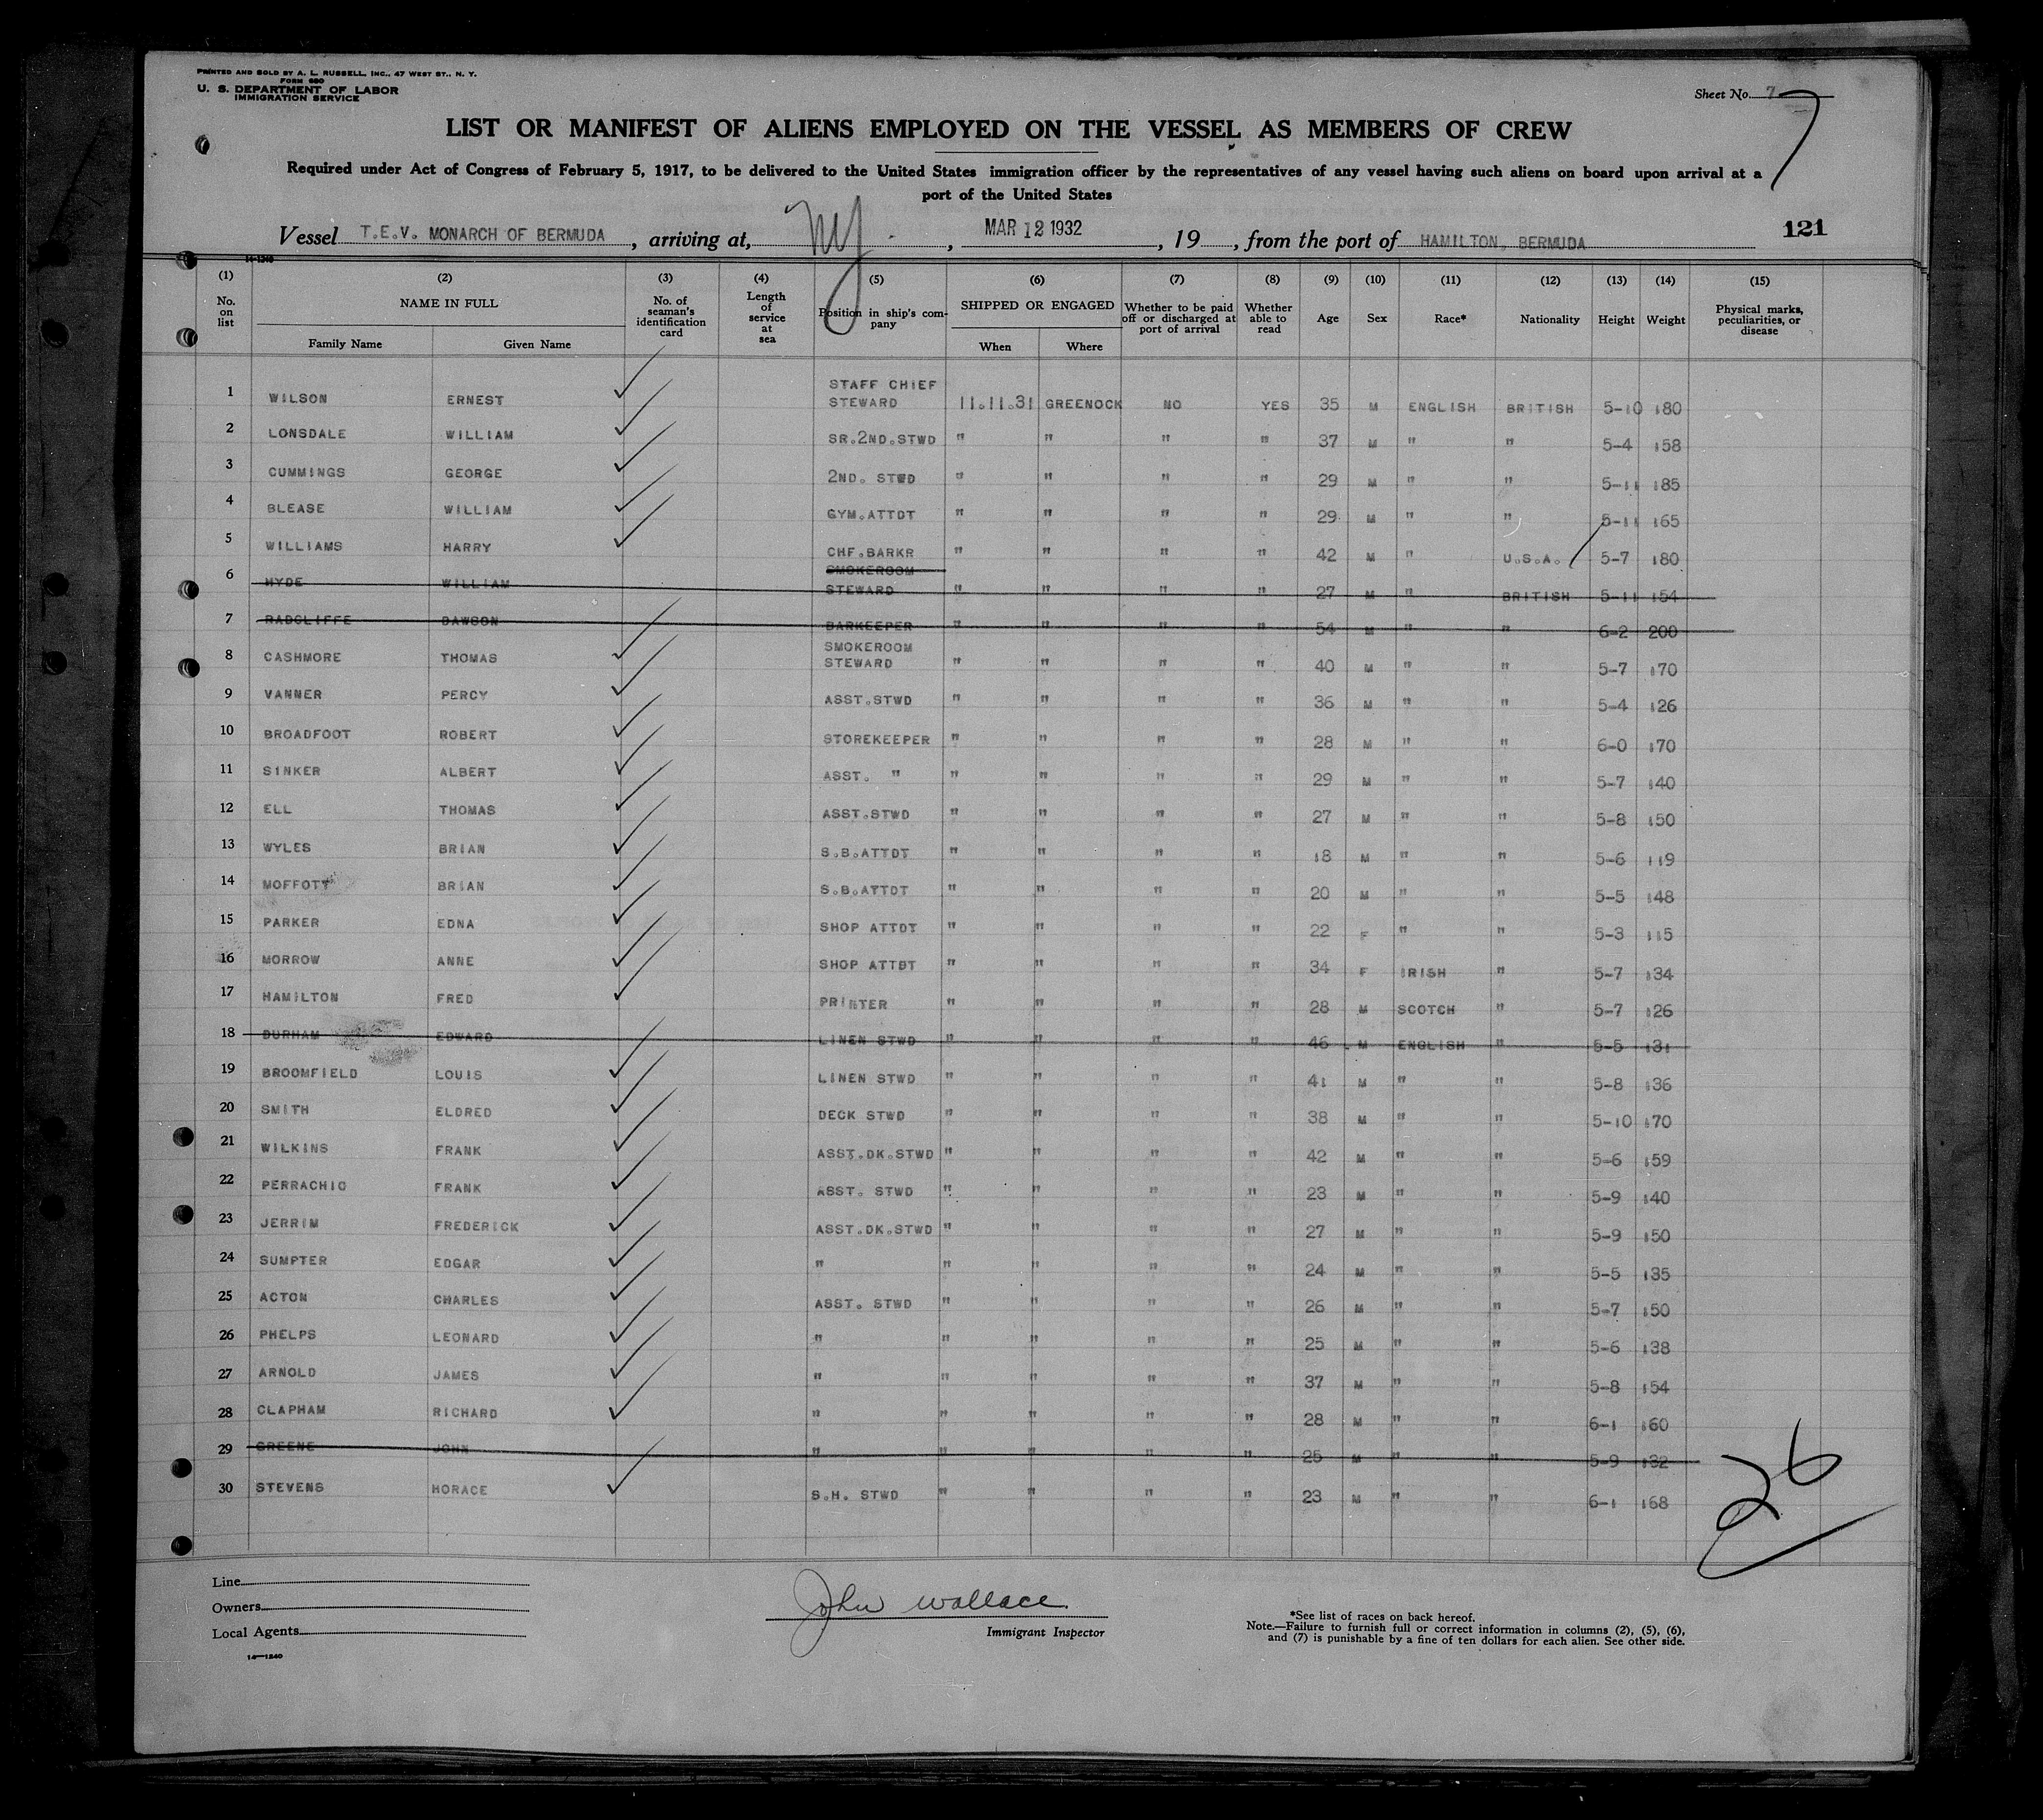 PRINTED AND SOLD BY A. L. RUSSELL, INC., 47 WEST ST., N. Y.
FORM 680
U. S. DEPARTMENT OF LABOR
IMMIGRATION SERVICE
Sheet No. 7
7
LIST OR MANIFEST OF ALIENS EMPLOYED ON THE VESSEL AS MEMBERS OF CREW
Required under Act of Congress of February 5, 1917, to be delivered to the United States immigration officer by the representatives of any vessel having such aliens on board upon arrival at a
port of the United States
Vessel T.E.V. MONARCH OF BERMUDA, arriving at, NY, MAR 12 1932, 19, from the port of HAMILTON, BERMUDA 121
14-1240
(1) (2) (3) (4) (5) (6) (7) (8) (9) (10) (11) (12) (13) (14) (15)
No. on list NAME IN FULL Family Name Given Name No. of seaman's identification card Length of service at sea Position in ship's company SHIPPED OR ENGAGED When Where Whether to be paid off or discharged at port of arrival Whether able to read Age Sex Race* Nationality Height Weight Physical marks, peculiarities, or disease
1 WILSON ERNEST STAFF CHIEF STEWARD 11.11.31 GREENOCK NO YES 35 M ENGLISH BRITISH 5-10 180
2 LONSDALE WILLIAM SR.2ND.STWD " " " " 37 M " " 5-4 158
3 CUMMINGS GEORGE 2ND. STWD " " " " 29 M " " 5-11 185
4 BLEASE WILLIAM GYM.ATTDT " " " " 29 M " " 5-11 165
5 WILLIAMS HARRY CHF.BARKR " " " " 42 M " U.S.A. 5-7 180
6 HYDE WILLIAM SMOKEROOM STEWARD " " " " 27 M " BRITISH 5-11 154
7 RADCLIFFE DAWSON BARKEEPER " " " " 54 M " " 6-2 200
8 CASHMORE THOMAS SMOKEROOM STEWARD " " " " 40 M " " 5-7 170
9 VANNER PERCY ASST.STWD " " " " 36 M " " 5-4 126
10 BROADFOOT ROBERT STOREKEEPER " " " " 28 M " " 6-0 170
11 SINKER ALBERT ASST. " " " " " 29 M " " 5-7 140
12 ELL THOMAS ASST.STWD " " " " 27 M " " 5-8 150
13 WYLES BRIAN S.B.ATTDT " " " " 18 M " " 5-6 119
14 MOFFOTT BRIAN S.B.ATTDT " " " " 20 M " " 5-5 148
15 PARKER EDNA SHOP ATTDT " " " " 22 F " " 5-3 115
16 MORROW ANNE SHOP ATTDT " " " " 34 F IRISH " 5-7 134
17 HAMILTON FRED PRINTER " " " " 28 M SCOTCH " 5-7 126
18 DURHAM EDWARD LINEN STWD " " " " 46 M ENGLISH " 5-5 131
19 BROOMFIELD LOUIS LINEN STWD " " " " 41 M " " 5-8 136
20 SMITH ELDRED DECK STWD " " " " 38 M " " 5-10 170
21 WILKINS FRANK ASST.DK.STWD " " " " 42 M " " 5-6 159
22 PERRACHIO FRANK ASST. STWD " " " " 23 M " " 5-9 140
23 JERRIM FREDERICK ASST.DK.STWD " " " " 27 M " " 5-9 150
24 SUMPTER EDGAR " " " " " 24 M " " 5-5 135
25 ACTON CHARLES ASST. STWD " " " " 26 M " " 5-7 150
26 PHELPS LEONARD " " " " " 25 M " " 5-6 138
27 ARNOLD JAMES " " " " " 37 M " " 5-8 154
28 CLAPHAM RICHARD " " " " " 28 M " " 6-1 160
29 GREENE JOHN " " " " " 25 M " " 5-9 132
30 STEVENS HORACE S.H. STWD " " " " 23 M " " 6-1 168
26
Line
Owners
Local Agents
14-1240
John Wallace
Immigrant Inspector
*See list of races on back hereof.
Note.—Failure to furnish full or correct information in columns (2), (5), (6),
and (7) is punishable by a fine of ten dollars for each alien. See other side.